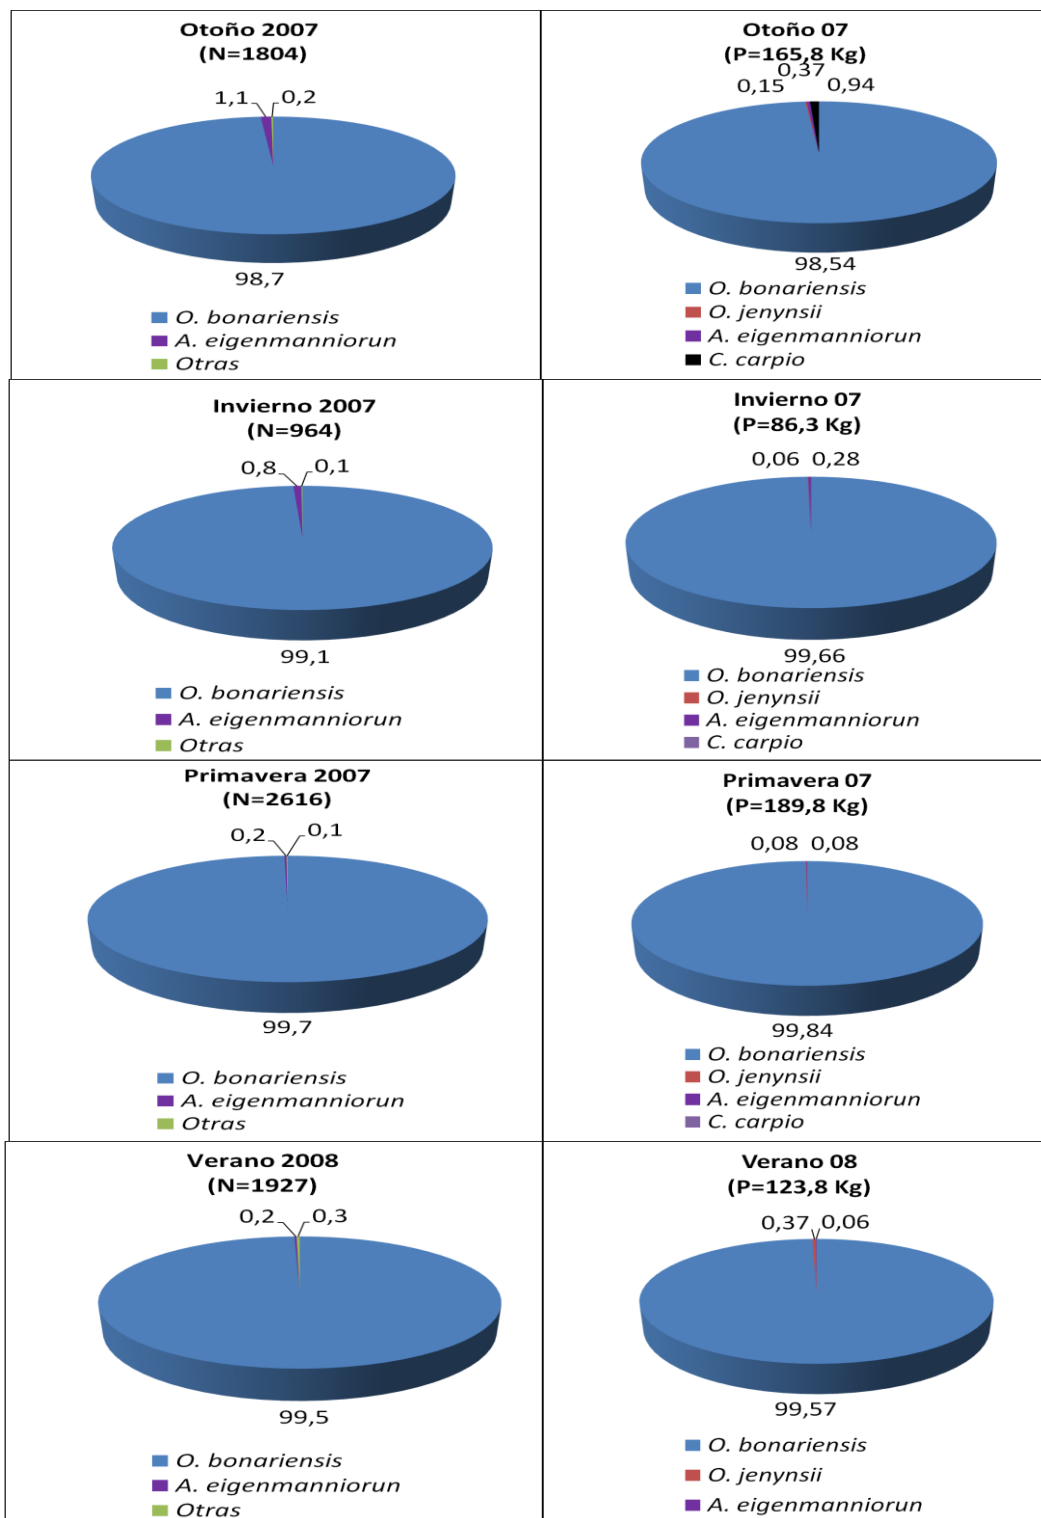 Otoño 2007
(N=1804)
1,1
0,2
98,7
O. bonariensis
A. eigenmanniorun
Otras
Otoño 07
(P=165,8 Kg)
0,37
0,15
0,94
98,54
O. bonariensis
O. jenynsii
A. eigenmanniorun
C. carpio
Invierno 2007
(N=964)
0,8
0,1
99,1
O. bonariensis
A. eigenmanniorun
Otras
Invierno 07
(P=86,3 Kg)
0,06
0,28
99,66
O. bonariensis
O. jenynsii
A. eigenmanniorun
C. carpio
Primavera 2007
(N=2616)
0,2
0,1
99,7
O. bonariensis
A. eigenmanniorun
Otras
Primavera 07
(P=189,8 Kg)
0,08
0,08
99,84
O. bonariensis
O. jenynsii
A. eigenmanniorun
C. carpio
Verano 2008
(N=1927)
0,2
0,3
99,5
O. bonariensis
A. eigenmanniorun
Otras
Verano 08
(P=123,8 Kg)
0,37
0,06
99,57
O. bonariensis
O. jenynsii
A. eigenmanniorun